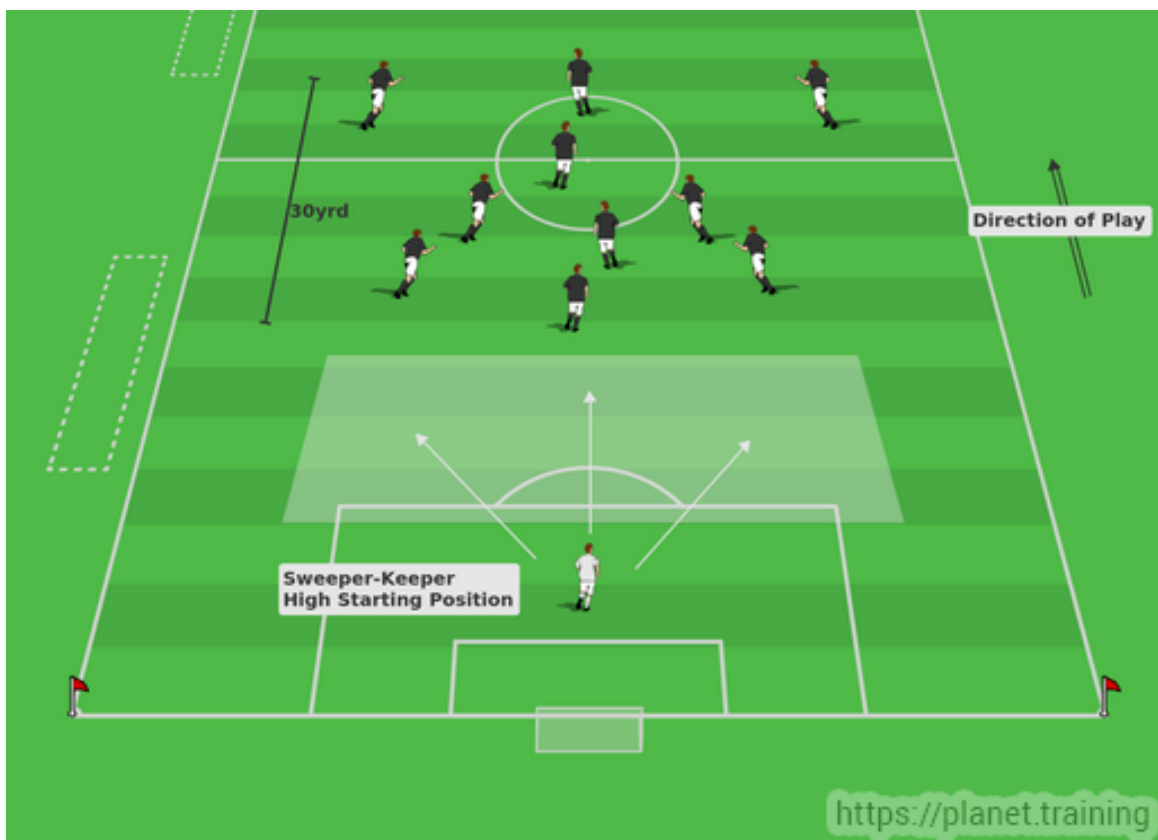 30yrd
Direction of Play
Sweeper-Keeper
High Starting Position
https://planet.training